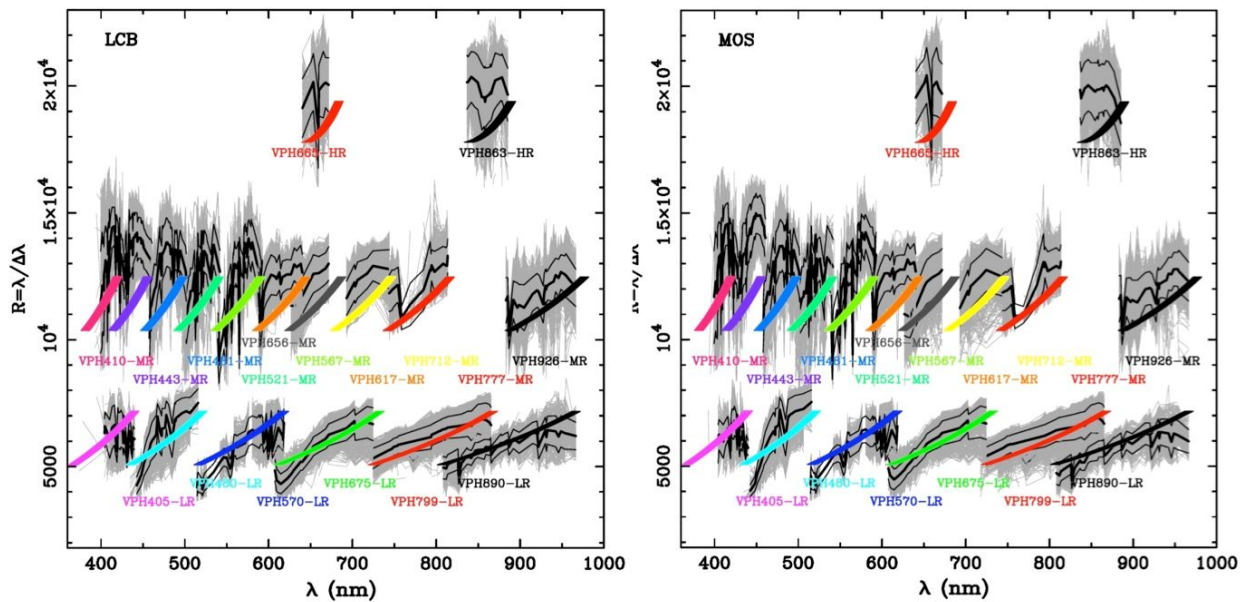 LCB
2×10⁴
1.5×10⁴
10⁴
5000
R=λ/Δλ
VPH665-HR
VPH863-HR
VPH656-MR
VPH410-MR
VPH481-MR
VPH567-MR
VPH712-MR
VPH926-MR
VPH443-MR
VPH521-MR
VPH617-MR
VPH777-MR
VPH480-LR
VPH675-LR
VPH890-LR
VPH405-LR
VPH570-LR
VPH799-LR
400 500 600 700 800 900 1000
λ (nm)
MOS
2×10⁴
1.5×10⁴
10⁴
5000
R=λ/Δλ
VPH665-HR
VPH863-HR
VPH656-MR
VPH410-MR
VPH481-MR
VPH567-MR
VPH712-MR
VPH926-MR
VPH443-MR
VPH521-MR
VPH617-MR
VPH777-MR
VPH480-LR
VPH675-LR
VPH890-LR
VPH405-LR
VPH570-LR
VPH799-LR
400 500 600 700 800 900 1000
λ (nm)